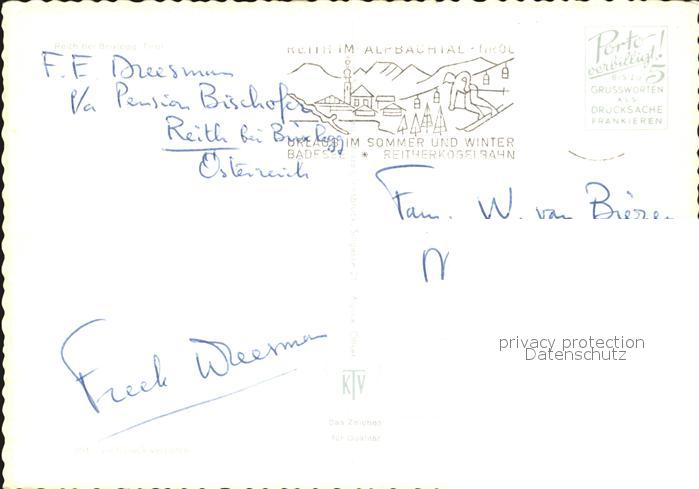 Reith bei Brixlegg, Tirol
F. E. Dreesman
p/a Pension Bischofer
Reith bei Brixlegg
Österreich
REITH IM ALPBACHTAL · TIROL
URLAUB IM SOMMER UND WINTER
BADESEE * REITHERKOGELBAHN
Porto
verbilligt!
BIS ZU 5
GRUSSWORTEN
ALS
DRUCKSACHE
FRANKIEREN
Fam. W. van
N
privacy protection
Datenschutz
Freek Dreesman
KTV
Das Zeichen
für Qualität